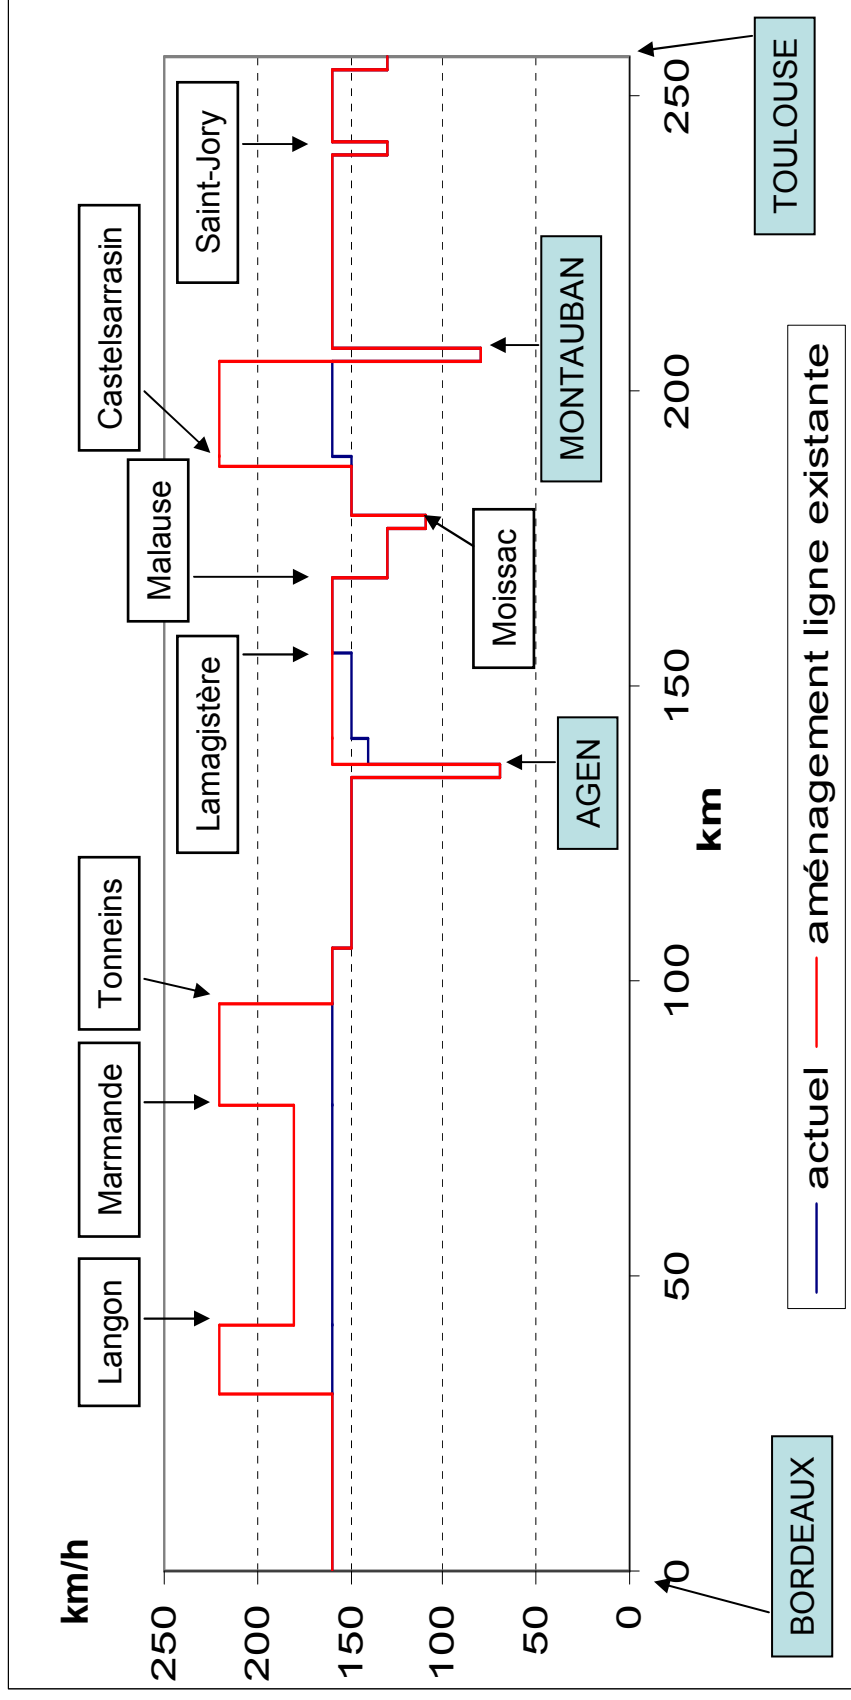 km/h
Langon
Marmande
Tonneins
Lamagistère
Malause
Castelsarrasin
Saint-Jory
250
200
150
100
50
0
Moissac
AGEN
MONTAUBAN
0
50
100
150
200
250
km
BORDEAUX
TOULOUSE
actuel
aménagement ligne existante